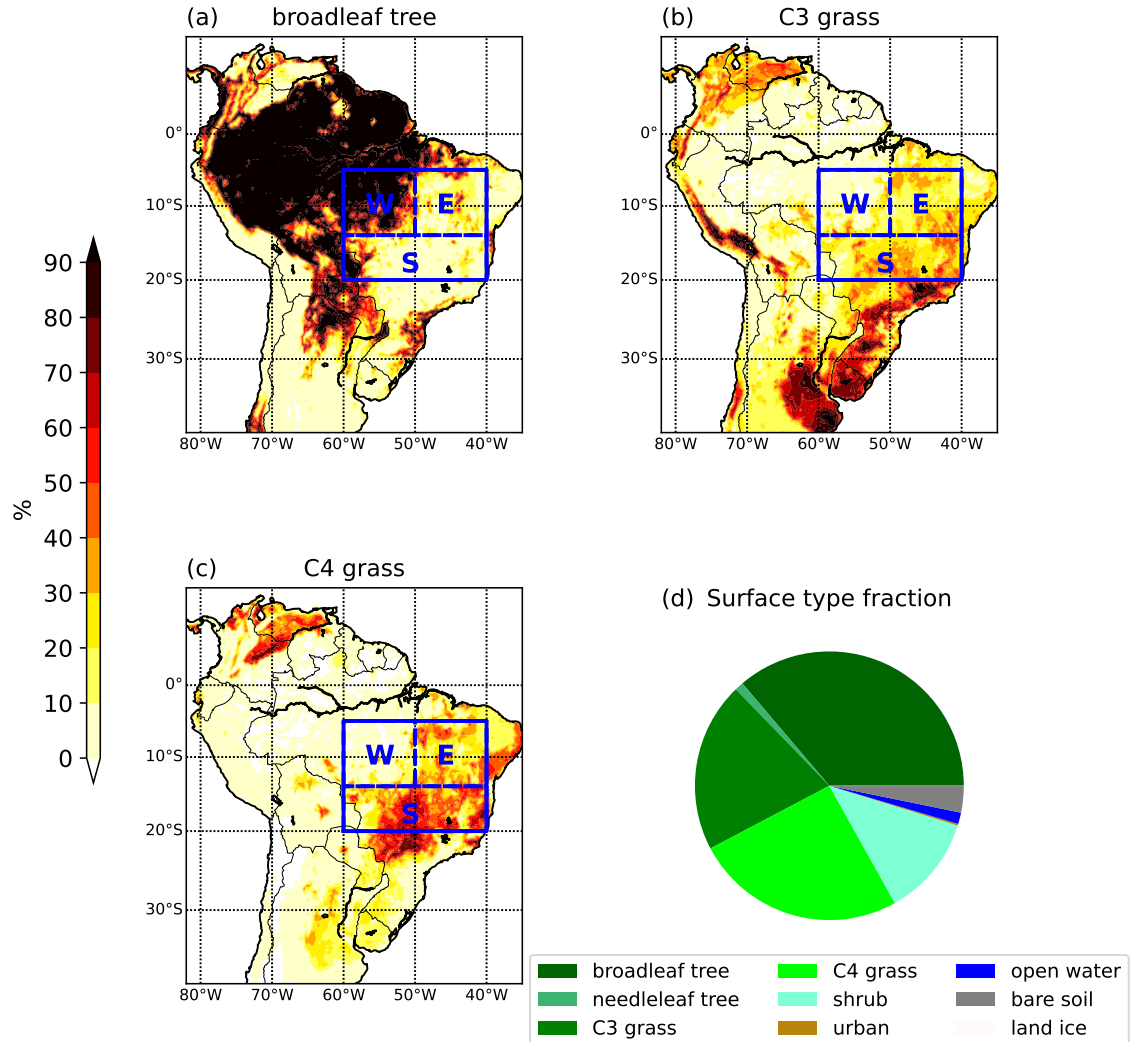 (a) broadleaf tree
(b) C3 grass
0°
10°S
20°S
30°S
80°W 70°W 60°W 50°W 40°W
W E
S
0°
10°S
20°S
30°S
80°W 70°W 60°W 50°W 40°W
W E
S
90
80
70
60
50
40
30
20
10
0
%
(c) C4 grass
0°
10°S
20°S
30°S
80°W 70°W 60°W 50°W 40°W
W E
S
(d) Surface type fraction
broadleaf tree
needleleaf tree
C3 grass
C4 grass
shrub
urban
open water
bare soil
land ice